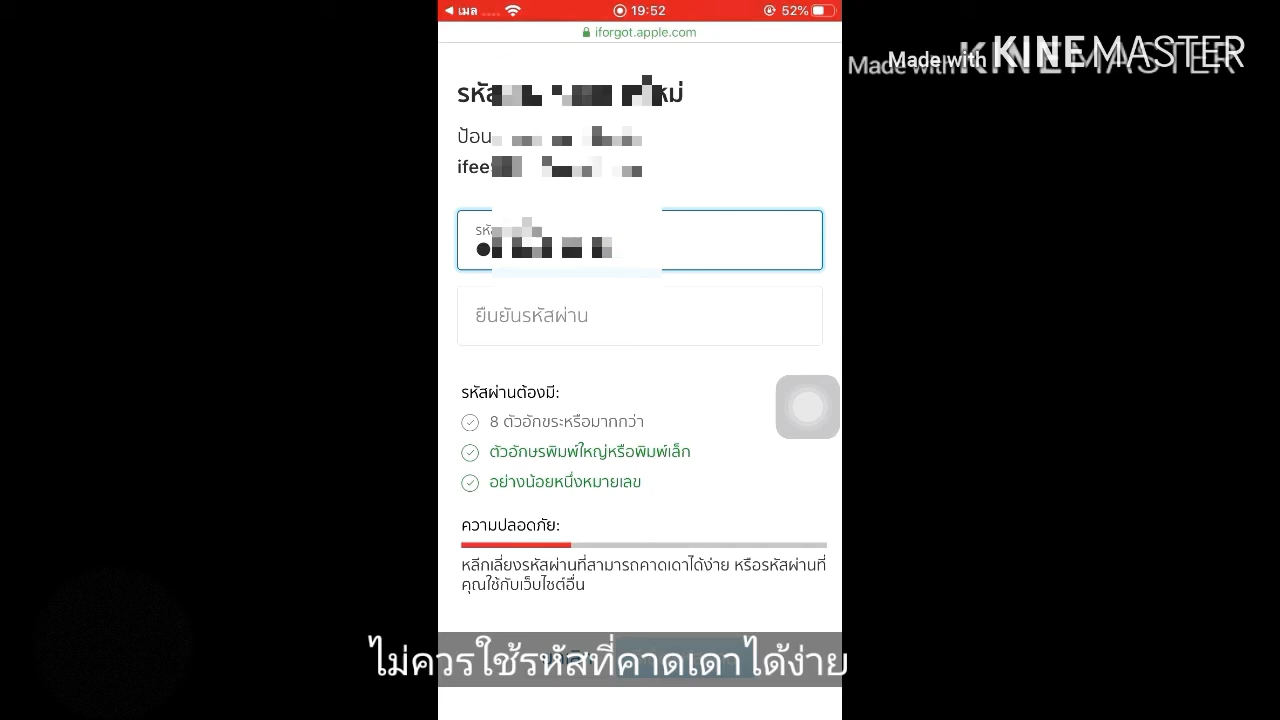 เมล
19:52
52%
iforgot.apple.com
Made with KINEMASTER
Made with KINEMASTER
ป้อน
ยืนยันรหัสผ่าน
รหัสผ่านต้องมี:
8 ตัวอักขระหรือมากกว่า
ตัวอักษรพิมพ์ใหญ่หรือพิมพ์เล็ก
อย่างน้อยหนึ่งหมายเลข
ความปลอดภัย:
หลีกเลี่ยงรหัสผ่านที่สามารถคาดเดาได้ง่าย หรือรหัสผ่านที่
คุณใช้กับเว็บไซต์อื่น
ไม่ควรใช้รหัสที่คาดเดาได้ง่าย